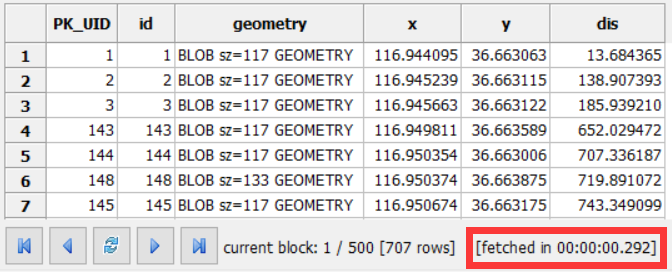 PK_UID id geometry x y dis
1 1 1 BLOB sz=117 GEOMETRY 116.944095 36.663063 13.684365
2 2 2 BLOB sz=117 GEOMETRY 116.945239 36.663115 138.907393
3 3 3 BLOB sz=117 GEOMETRY 116.945663 36.663122 185.939210
4 143 143 BLOB sz=117 GEOMETRY 116.949811 36.663589 652.029472
5 144 144 BLOB sz=117 GEOMETRY 116.950354 36.663006 707.336187
6 148 148 BLOB sz=133 GEOMETRY 116.950374 36.663875 719.891072
7 145 145 BLOB sz=117 GEOMETRY 116.950674 36.663175 743.349099
current block: 1 / 500 [707 rows] [fetched in 00:00:00.292]